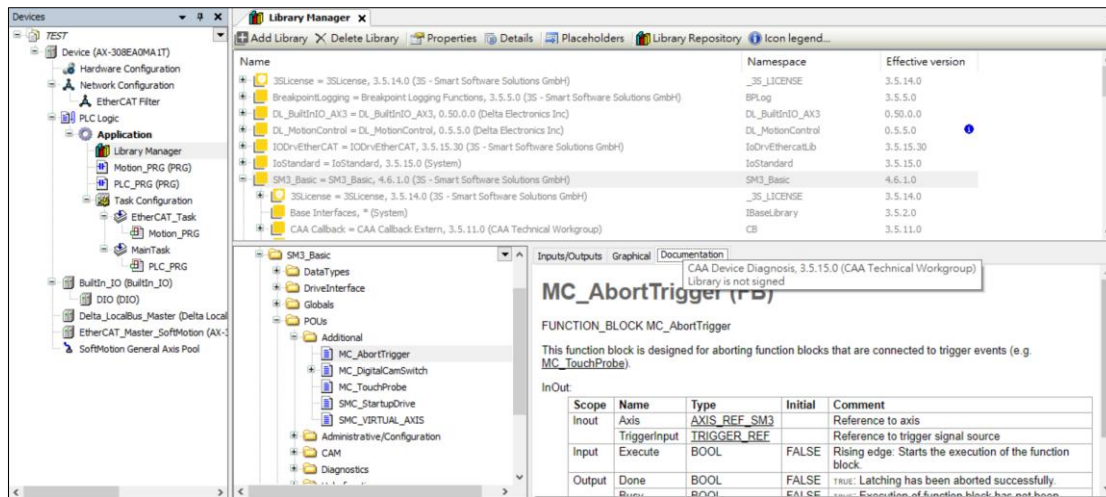 Devices
TEST
Device (AX-308EA0MA1T)
Hardware Configuration
Network Configuration
EtherCAT Filter
PLC Logic
Application
Library Manager
Motion_PRG (PRG)
PLC_PRG (PRG)
Task Configuration
EtherCAT_Task
Motion_PRG
MainTask
PLC_PRG
BuiltIn_IO (BuiltIn_IO)
DIO (DIO)
Delta_LocalBus_Master (Delta Local
EtherCAT_Master_SoftMotion (AX-3
SoftMotion General Axis Pool
Library Manager
Add Library Delete Library Properties Details Placeholders Library Repository Icon legend...
Name Namespace Effective version
3SLicense = 3SLicense, 3.5.14.0 (3S - Smart Software Solutions GmbH) _3S_LICENSE 3.5.14.0
BreakpointLogging = Breakpoint Logging Functions, 3.5.5.0 (3S - Smart Software Solutions GmbH) BPLog 3.5.5.0
DL_BuiltInIO_AX3 = DL_BuiltInIO_AX3, 0.50.0.0 (Delta Electronics Inc) DL_BuiltInIO_AX3 0.50.0.0
DL_MotionControl = DL_MotionControl, 0.5.5.0 (Delta Electronics Inc) DL_MotionControl 0.5.5.0
IODrvEtherCAT = IODrvEtherCAT, 3.5.15.30 (3S - Smart Software Solutions GmbH) IoDrvEthercatLib 3.5.15.30
IoStandard = IoStandard, 3.5.15.0 (System) IoStandard 3.5.15.0
SM3_Basic = SM3_Basic, 4.6.1.0 (3S - Smart Software Solutions GmbH) SM3_Basic 4.6.1.0
3SLicense = 3SLicense, 3.5.14.0 (3S - Smart Software Solutions GmbH) _3S_LICENSE 3.5.14.0
Base Interfaces, * (System) IBaseLibrary 3.5.2.0
CAA Callback = CAA Callback Extern, 3.5.11.0 (CAA Technical Workgroup) CB 3.5.11.0
SM3_Basic
DataTypes
DriveInterface
Globals
POUs
Additional
MC_AbortTrigger
MC_DigitalCamSwitch
MC_TouchProbe
SMC_StartupDrive
SMC_VIRTUAL_AXIS
Administrative/Configuration
CAM
Diagnostics
Inputs/Outputs Graphical Documentation
CAA Device Diagnosis, 3.5.15.0 (CAA Technical Workgroup)
Library is not signed
MC_AbortTrigger (FB)
FUNCTION_BLOCK MC_AbortTrigger
This function block is designed for aborting function blocks that are connected to trigger events (e.g.
MC_TouchProbe).
InOut:
Scope Name Type Initial Comment
Inout Axis AXIS_REF_SM3 Reference to axis
TriggerInput TRIGGER_REF Reference to trigger signal source
Input Execute BOOL FALSE Rising edge: Starts the execution of the function
block.
Output Done BOOL FALSE TRUE: Latching has been aborted successfully.
Busy BOOL FALSE TRUE: Execution of function block has not been